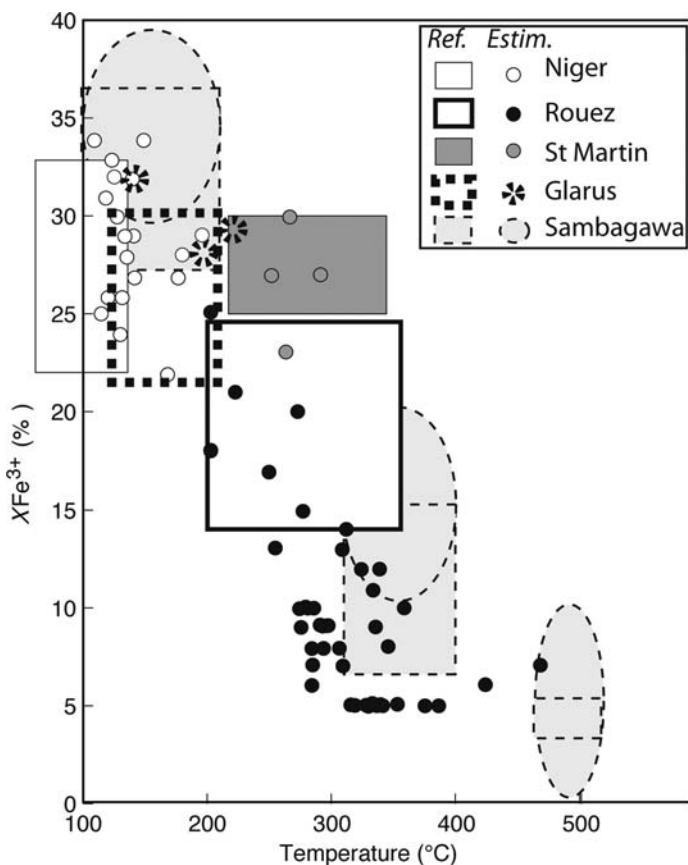 40
35
30
25
20
15
10
5
0
XFe3+ (%)
100
200
300
400
500
Temperature (°C)
Ref. Estim.
Niger
Rouez
St Martin
Glarus
Sambagawa